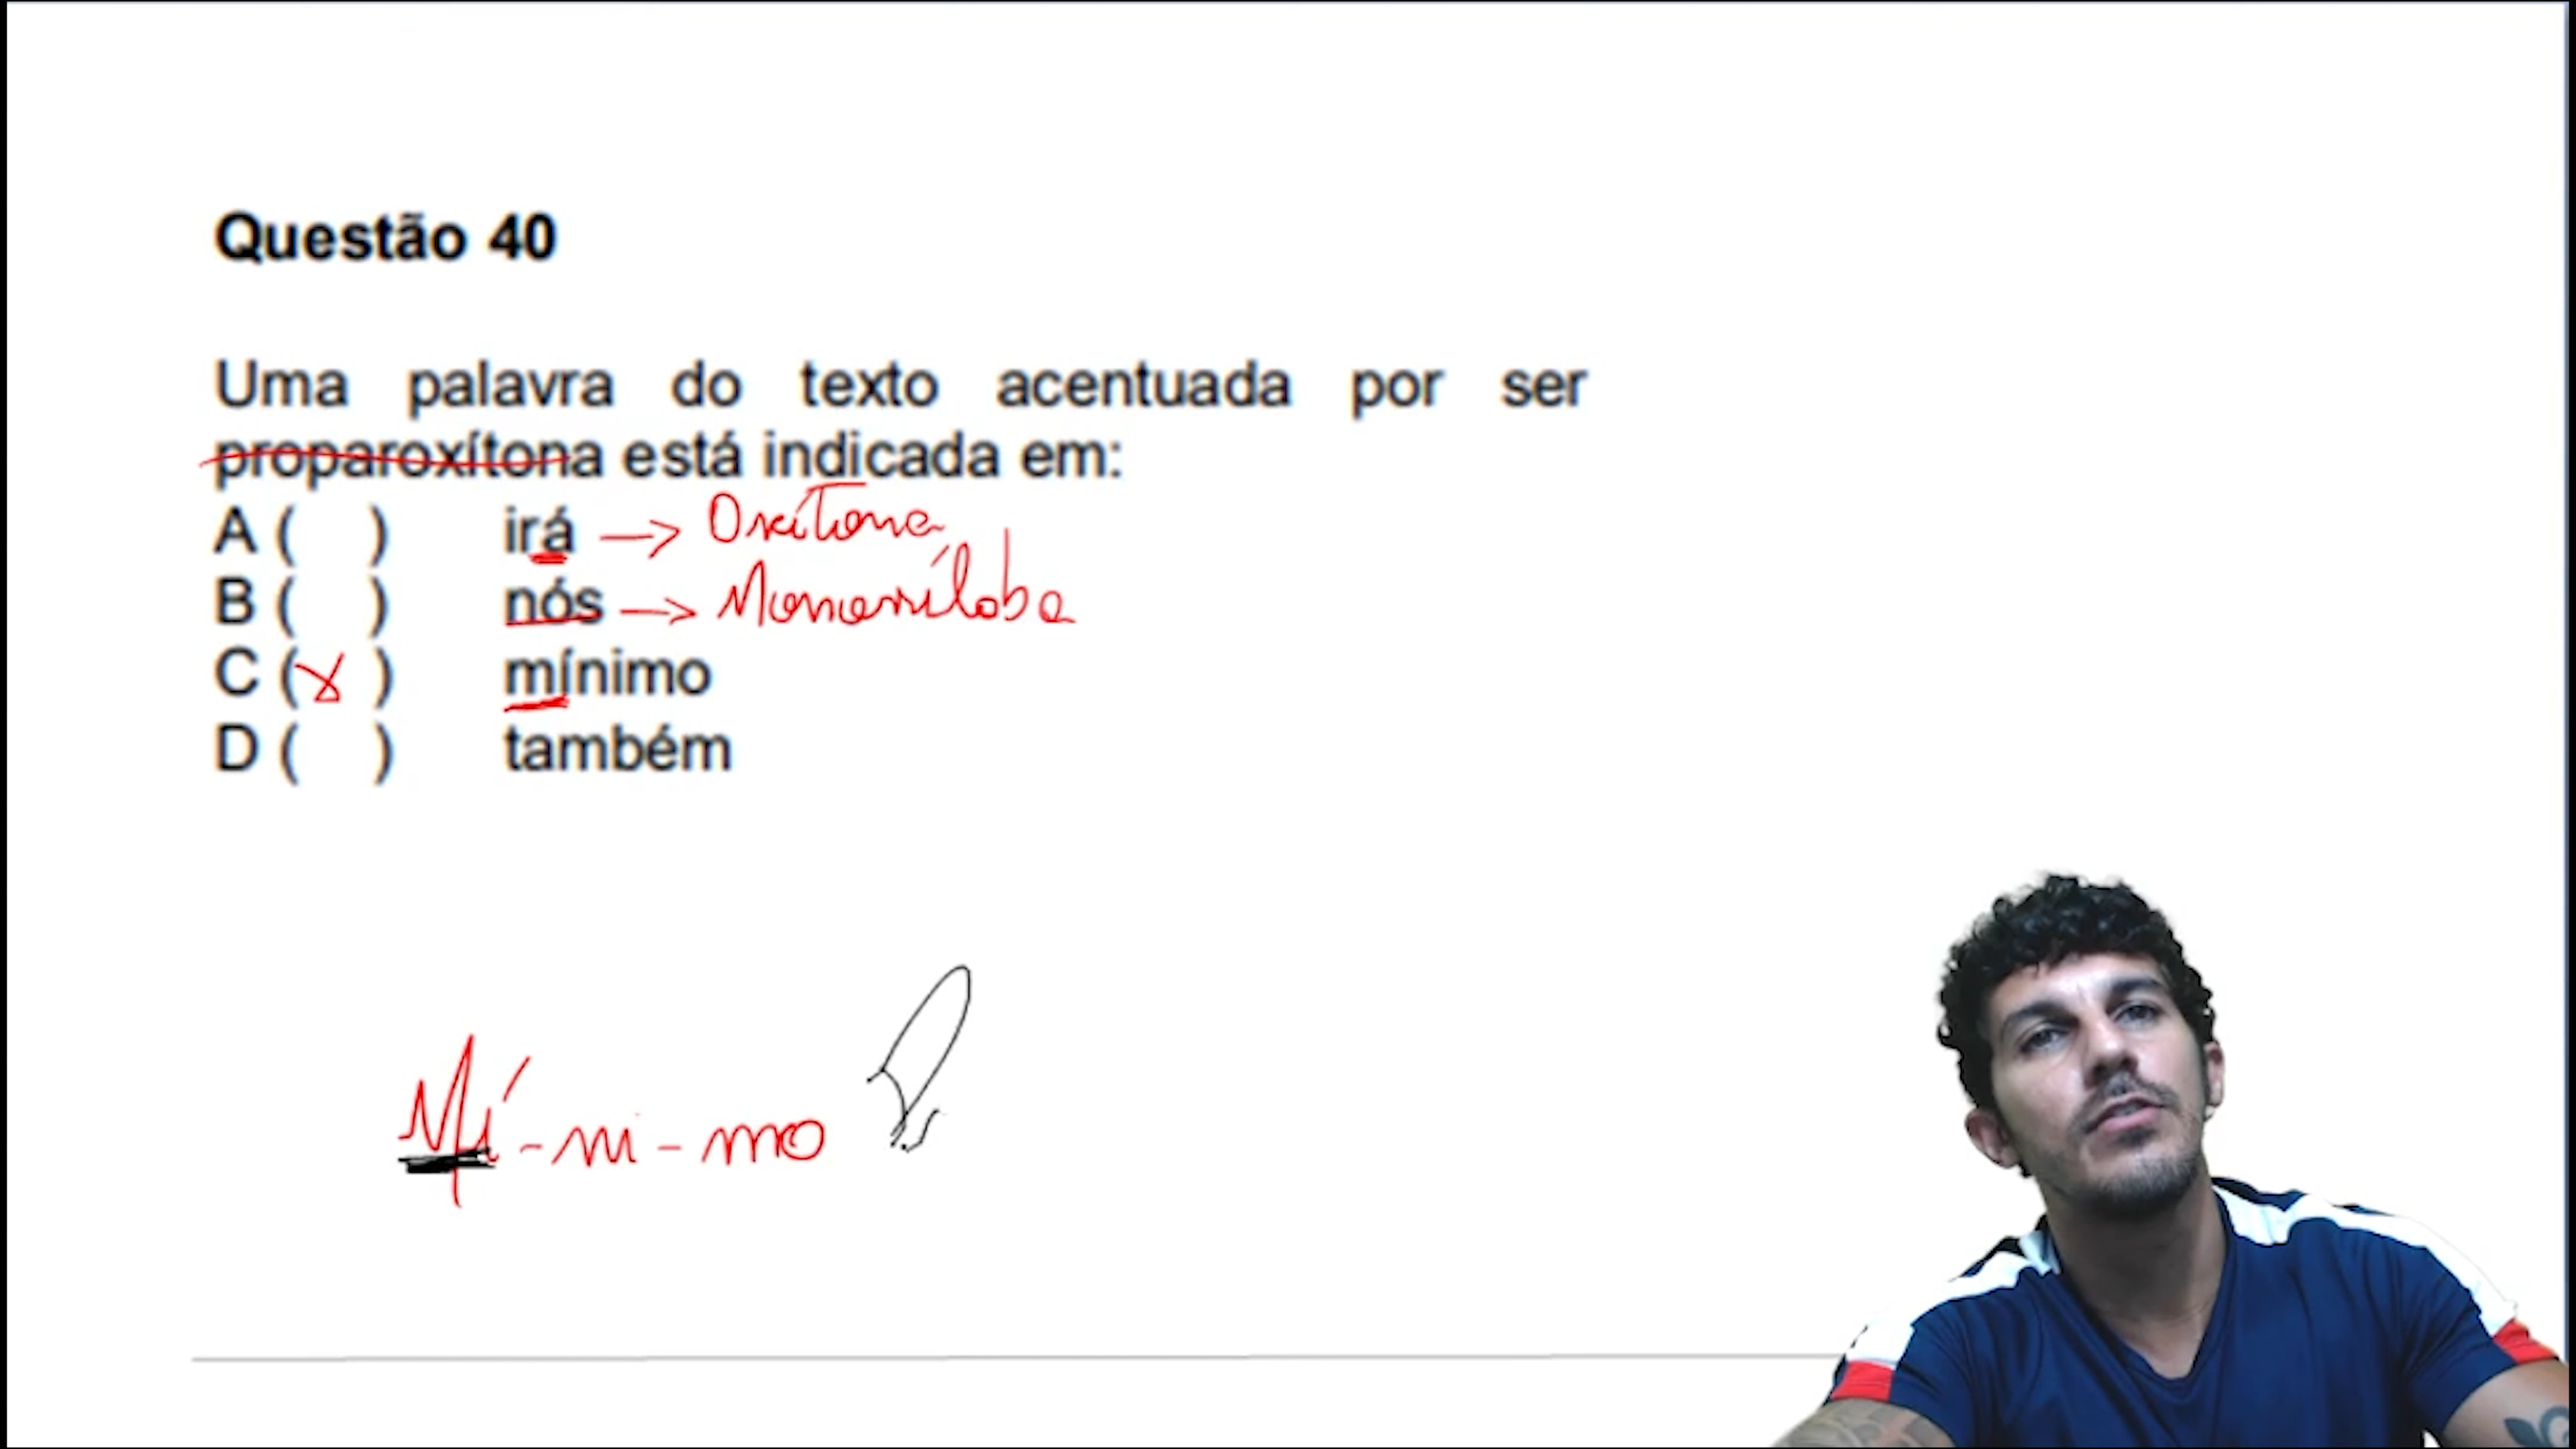 Questão 40
Uma palavra do texto acentuada por ser
proparoxítona está indicada em:
A ( ) irá → Oxítona
B ( ) nós → Monossílaba
C (x ) mínimo
D ( ) também
Mí-ni-mo